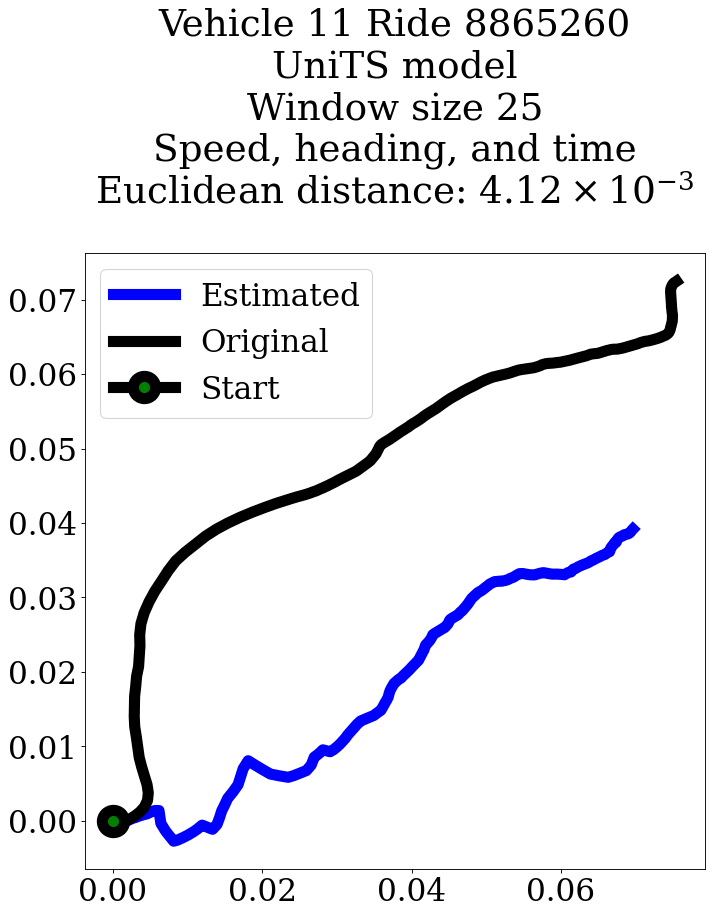 Vehicle 11 Ride 8865260
UniTS model
Window size 25
Speed, heading, and time
Euclidean distance: 4.12 × 10⁻³
Estimated
Original
Start
0.07
0.06
0.05
0.04
0.03
0.02
0.01
0.00
0.00 0.02 0.04 0.06